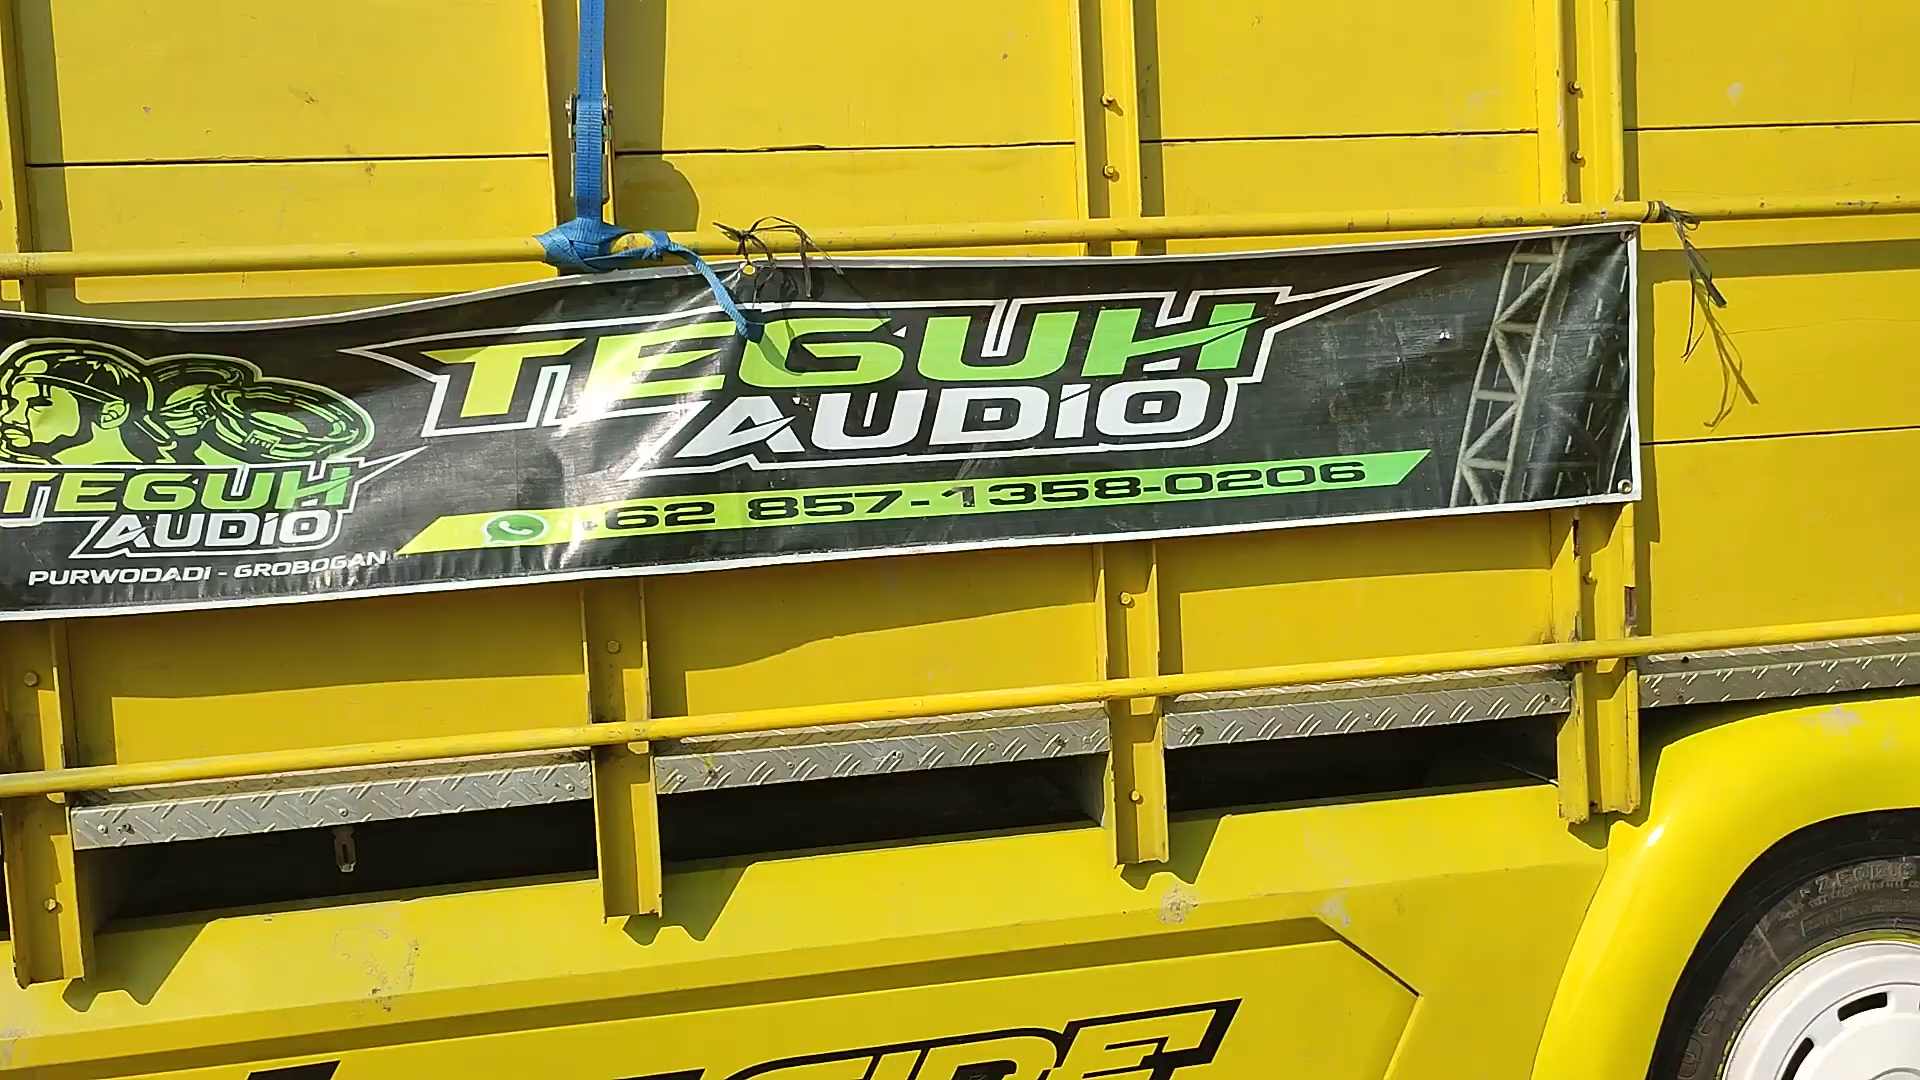 TEGUH
AUDIO
+62 857-1358-0206
TEGUH
AUDIO
PURWODADI - GROBOGAN